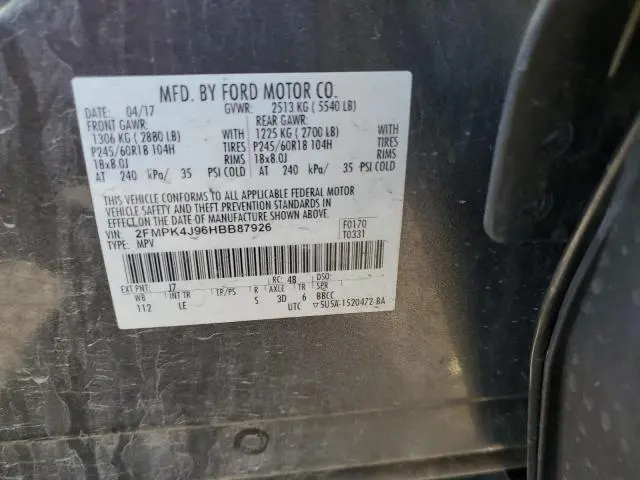 MFD. BY FORD MOTOR CO.
DATE: 04/17 GVWR: 2513 KG ( 5540 LB)
FRONT GAWR: REAR GAWR:
1306 KG ( 2880 LB) WITH 1225 KG ( 2700 LB) WITH
P245/60R18 104H TIRES P245/60R18 104H TIRES
18x8.0J RIMS 18x8.0J RIMS
AT 240 kPa/ 35 PSI COLD AT 240 kPa/ 35 PSI COLD
THIS VEHICLE CONFORMS TO ALL APPLICABLE FEDERAL MOTOR
VEHICLE SAFETY AND THEFT PREVENTION STANDARDS IN
EFFECT ON THE DATE OF MANUFACTURE SHOWN ABOVE.
VIN: 2FMPK4J96HBB87926 F0170
TYPE: MPV T0331
EXT PNT: J7 RC: 48 DSO:
WB INT TR TP/PS R AXLE TR SPR
112 LE S 3D 6 BBCC
UTC ▽5U5A-1520472-BA